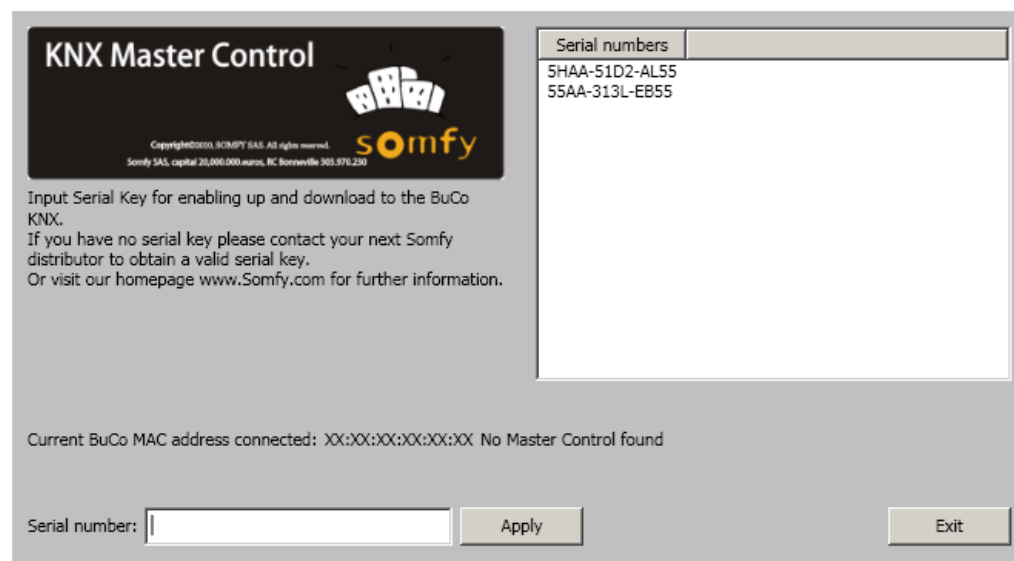 KNX Master Control
somfy
Copyright©2010, SOMFY SAS. All rights reserved.
Somfy SAS, capital 20,000.000.euros, RC Bonneville 303.970.230
Input Serial Key for enabling up and download to the BuCo
KNX.
If you have no serial key please contact your next Somfy
distributor to obtain a valid serial key.
Or visit our homepage www.Somfy.com for further information.
Serial numbers
5HAA-51D2-AL55
55AA-313L-EB55
Current BuCo MAC address connected: XX:XX:XX:XX:XX:XX No Master Control found
Serial number:
Apply
Exit